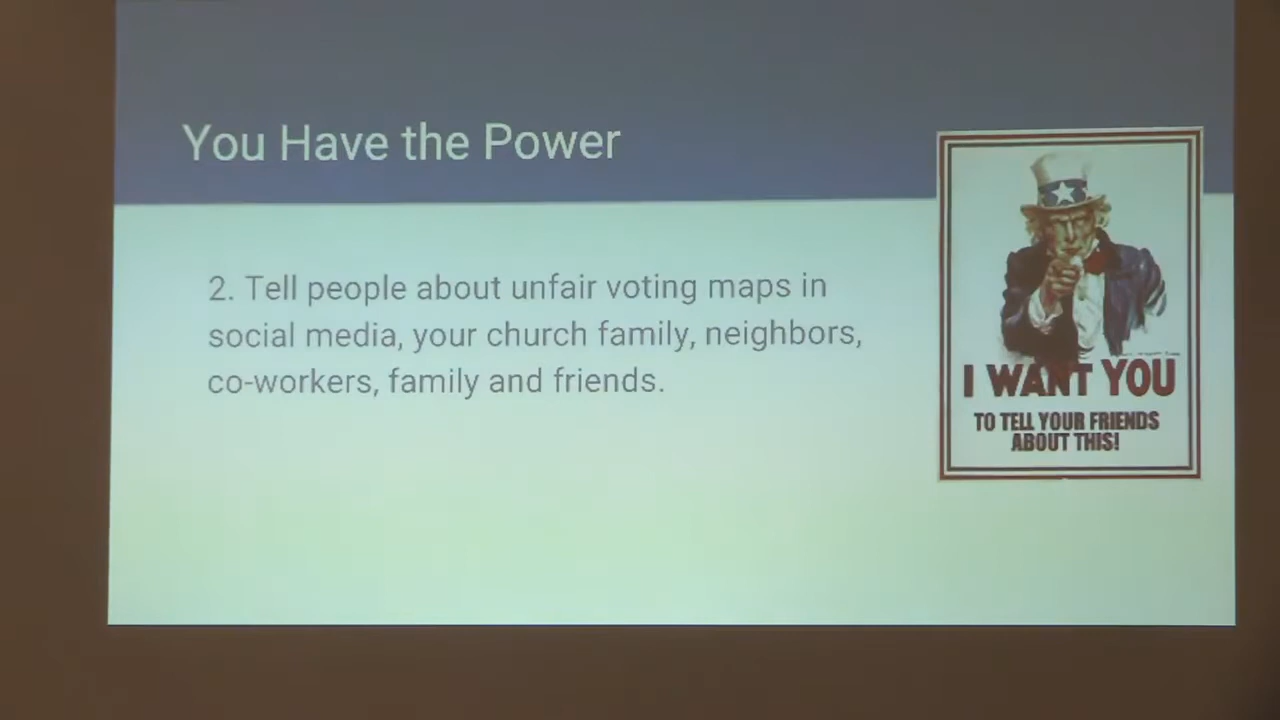 You Have the Power
2. Tell people about unfair voting maps in
social media, your church family, neighbors,
co-workers, family and friends.
I WANT YOU
TO TELL YOUR FRIENDS
ABOUT THIS!